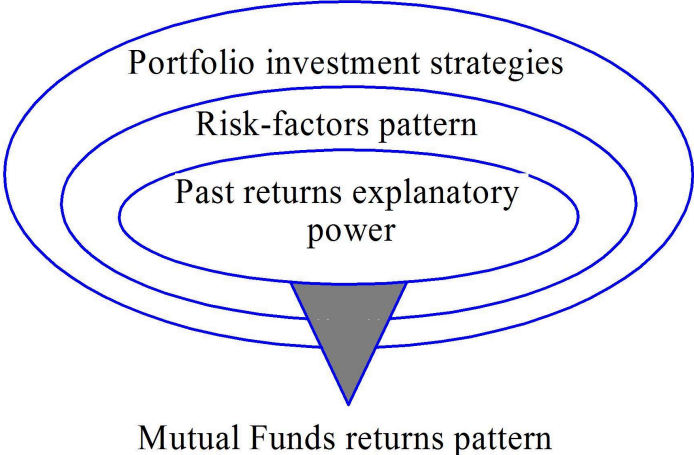 Portfolio investment strategies
Risk-factors pattern
Past returns explanatory
power
Mutual Funds returns pattern